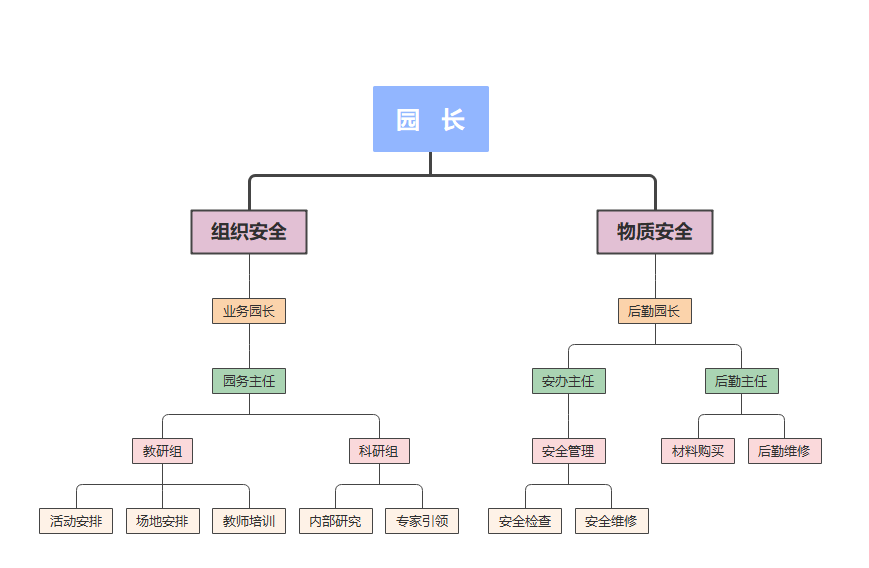 园 长
组织安全
物质安全
业务园长
后勤园长
园务主任
安办主任
后勤主任
教研组
科研组
安全管理
材料购买
后勤维修
活动安排
场地安排
教师培训
内部研究
专家引领
安全检查
安全维修